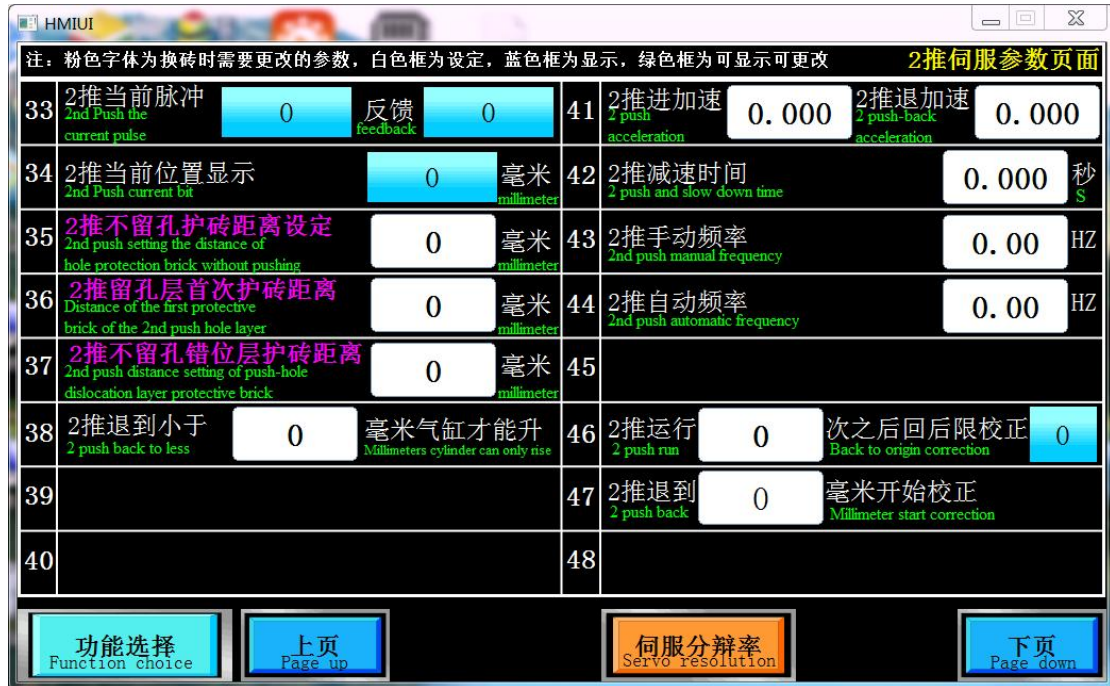 HMIUI
注：粉色字体为换砖时需要更改的参数，白色框为设定，蓝色框为显示，绿色框为可显示可更改
2推伺服参数页面
33 2推当前脉冲 0 反馈 0
2nd Push the feedback
current pulse
41 2推进加速 0.000 2推退加速 0.000
2 push 2 push-back
acceleration acceleration
34 2推当前位置显示 0 毫米
2nd Push current bit millimeter
42 2推减速时间 0.000 秒
2 push and slow down time S
35 2推不留孔护砖距离设定 0 毫米
2nd push setting the distance of
hole protection brick without pushing millimeter
43 2推手动频率 0.00 HZ
2nd push manual frequency
36 2推留孔层首次护砖距离 0 毫米
Distance of the first protective
brick of the 2nd push hole layer millimeter
44 2推自动频率 0.00 HZ
2nd push automatic frequency
37 2推不留孔错位层护砖距离 0 毫米
2nd push distance setting of push-hole
dislocation layer protective brick millimeter
45
38 2推退到小于 0 毫米气缸才能升
2 push back to less Millimeters cylinder can only rise
46 2推运行 0 次之后回后限校正 0
2 push run Back to origin correction
39
47 2推退到 0 毫米开始校正
2 push back Millimeter start correction
40
48
功能选择
Function choice
上页
Page up
伺服分辩率
Servo resolution
下页
Page down